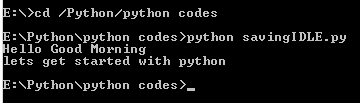 E:\>cd /Python/python codes
E:\Python\python codes>python savingIDLE.py
Hello Good Morning
lets get started with python
E:\Python\python codes>_